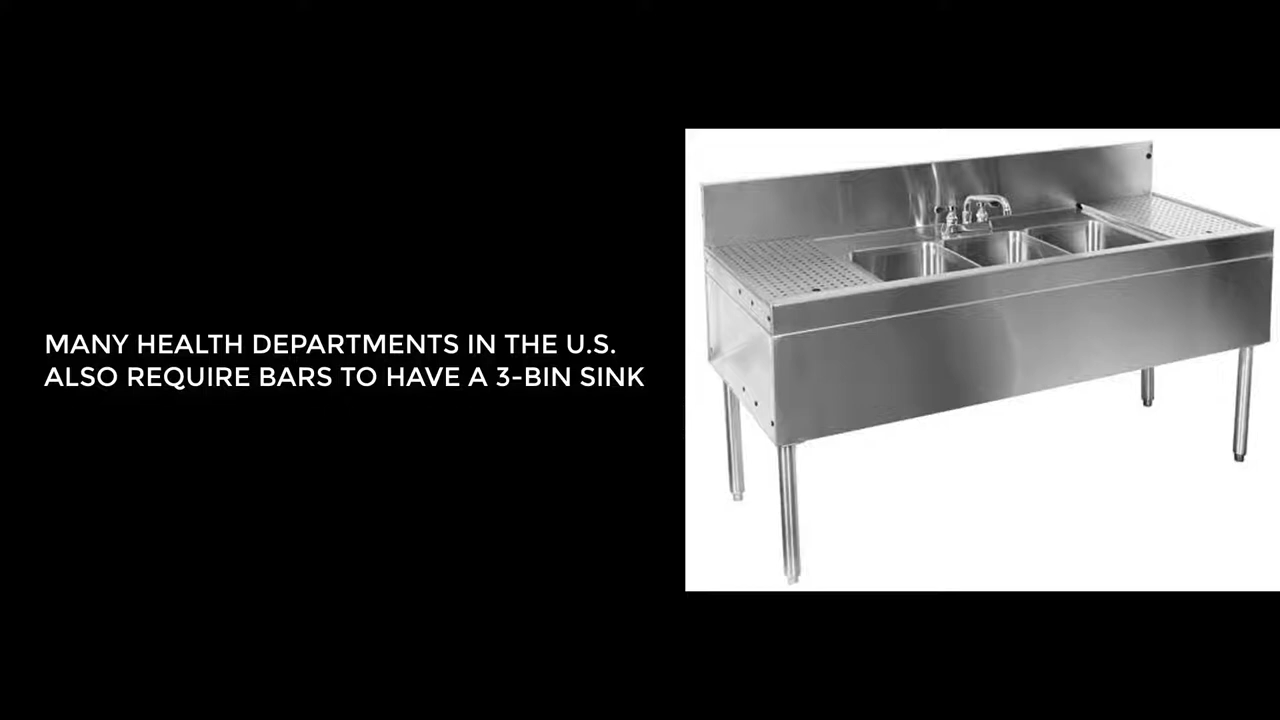 MANY HEALTH DEPARTMENTS IN THE U.S.
ALSO REQUIRE BARS TO HAVE A 3-BIN SINK